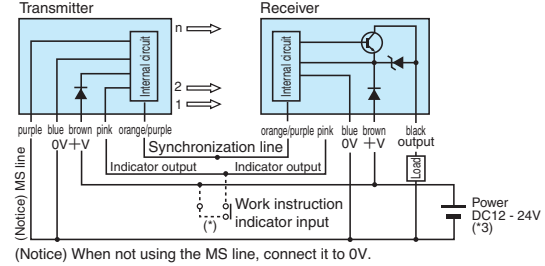 Transmitter
Receiver
n
Internal circuit
2
1
Internal circuit
purple blue brown pink orange/purple
0V +V
orange/purple pink blue brown black
0V +V output
Synchronization line
Indicator output Indicator output
Load
(Notice) MS line
(*)
Work instruction
indicator input
Power
DC12 - 24V
(*3)
(Notice) When not using the MS line, connect it to 0V.